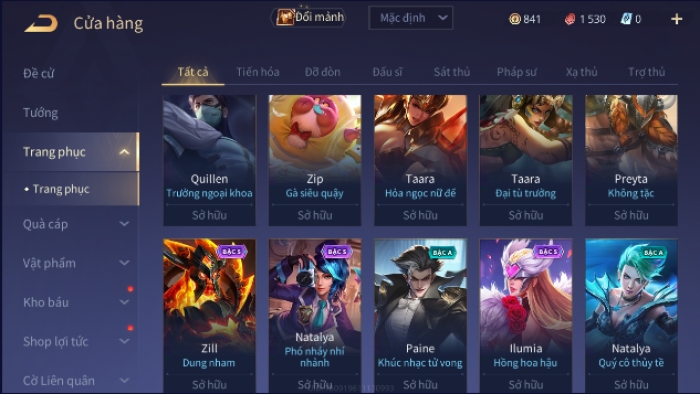 Cửa hàng
Đổi mảnh
Mặc định
841
1 530
0
Đề cử
Tướng
Trang phục
Trang phục
Quà cáp
Vật phẩm
Kho báu
Shop lợi tức
Cờ Liên quân
Tất cả
Tiến hóa
Đỡ đòn
Đấu sĩ
Sát thủ
Pháp sư
Xạ thủ
Trợ thủ
Quillen
Trưởng ngoại khoa
Sở hữu
Zip
Gà siêu quậy
Sở hữu
Taara
Hỏa ngọc nữ đế
Sở hữu
Taara
Đại tù trưởng
Sở hữu
Preyta
Không tặc
Sở hữu
BẬC S
Zill
Dung nham
Sở hữu
BẬC S
Natalya
Phó nháy nhí
nhảnh
Sở hữu
BẬC A
Paine
Khúc nhạc tử vong
Sở hữu
BẬC S
Ilumia
Hồng hoa hậu
Sở hữu
BẬC A
Natalya
Quý cô thủy tề
Sở hữu